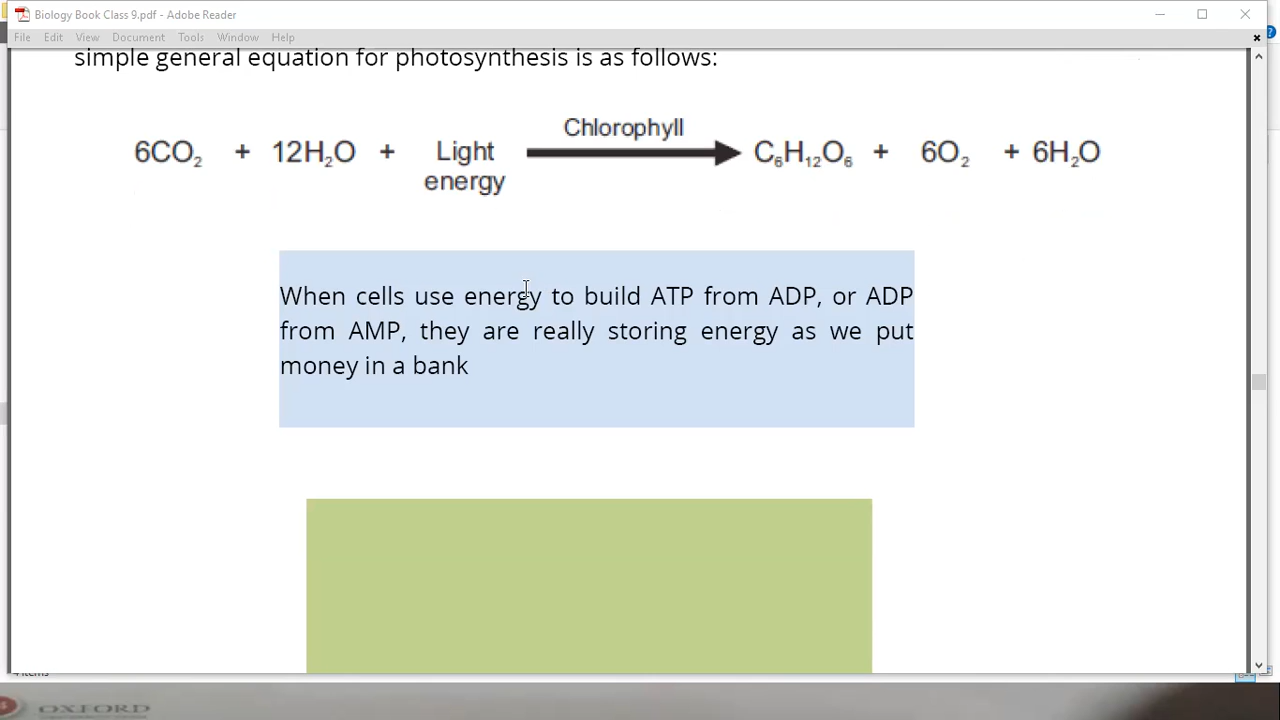 Biology Book Class 9.pdf - Adobe Reader
File Edit View Document Tools Window Help
simple general equation for photosynthesis is as follows:
Chlorophyll
6CO₂ + 12H₂O + Light energy C₆H₁₂O₆ + 6O₂ + 6H₂O
When cells use energy to build ATP from ADP, or ADP
from AMP, they are really storing energy as we put
money in a bank
items
OXFORD